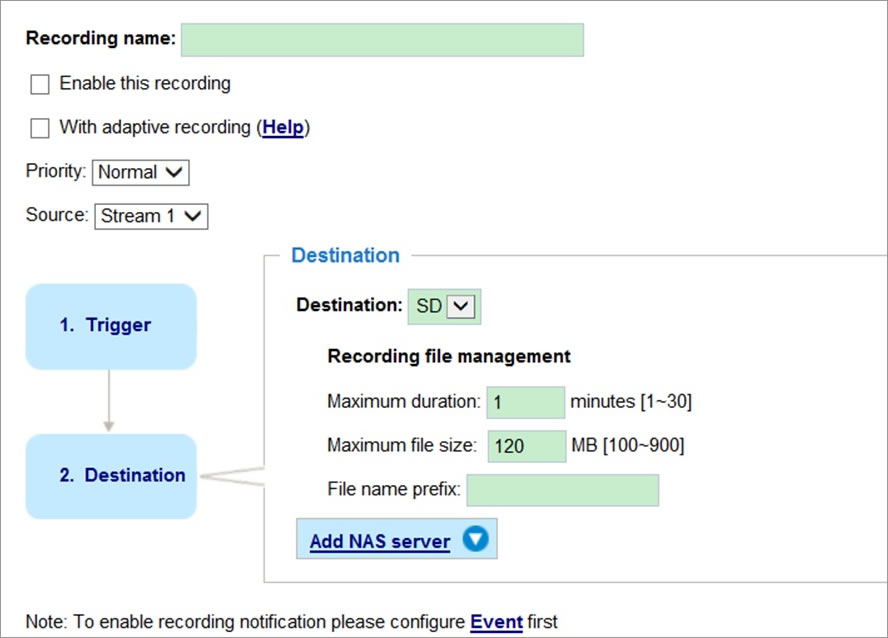 Recording name:
Enable this recording
With adaptive recording (Help)
Priority: Normal
Source: Stream 1
Destination
Destination: SD
1. Trigger
Recording file management
Maximum duration: 1 minutes [1~30]
Maximum file size: 120 MB [100~900]
2. Destination
File name prefix:
Add NAS server
Note: To enable recording notification please configure Event first